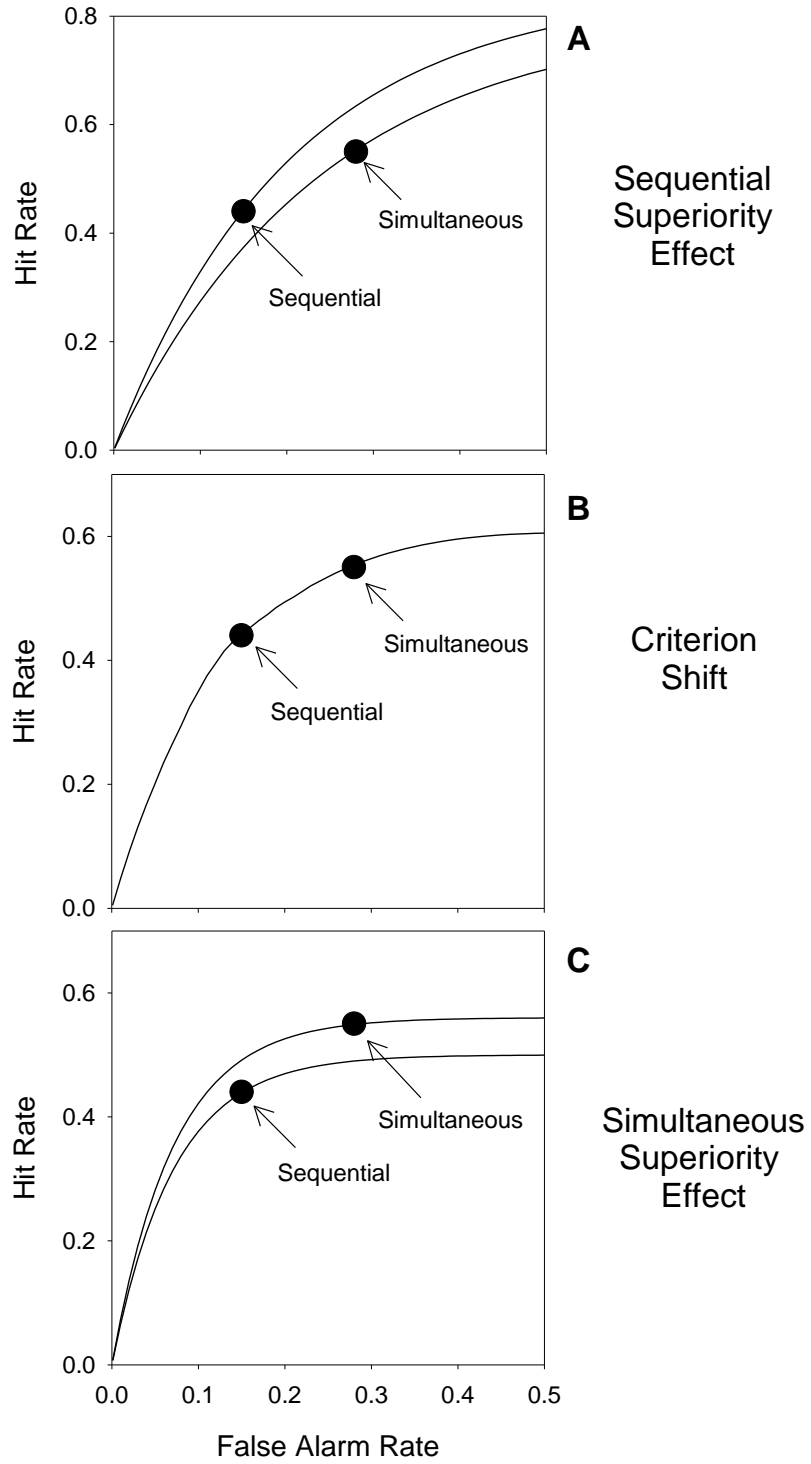 0.8
0.6
0.4
0.2
0.0
Hit Rate
A
Sequential
Simultaneous
Sequential
Superiority
Effect
0.6
0.4
0.2
0.0
Hit Rate
B
Simultaneous
Sequential
Criterion
Shift
0.6
0.4
0.2
0.0
Hit Rate
C
Simultaneous
Sequential
Simultaneous
Superiority
Effect
0.0 0.1 0.2 0.3 0.4 0.5
False Alarm Rate